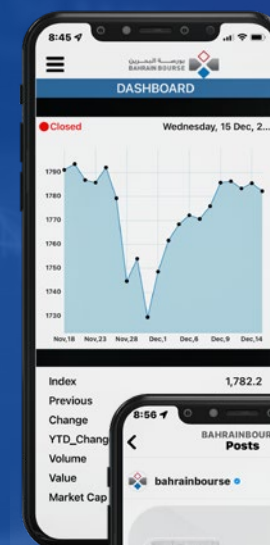 8:45
بورصة البحرين
BAHRAIN BOURSE
DASHBOARD
Closed
Wednesday, 15 Dec, 2...
1790
1780
1770
1760
1750
1740
1720
Nov,18 Nov,23 Nov,28 Dec,1 Dec,6 Dec,9 Dec,14
Index 1,782.2
Previous
Change
YTD_Chang
Volume
Value
Market Cap
8:56
BAHRAINBOUR
Posts
bahrainbourse